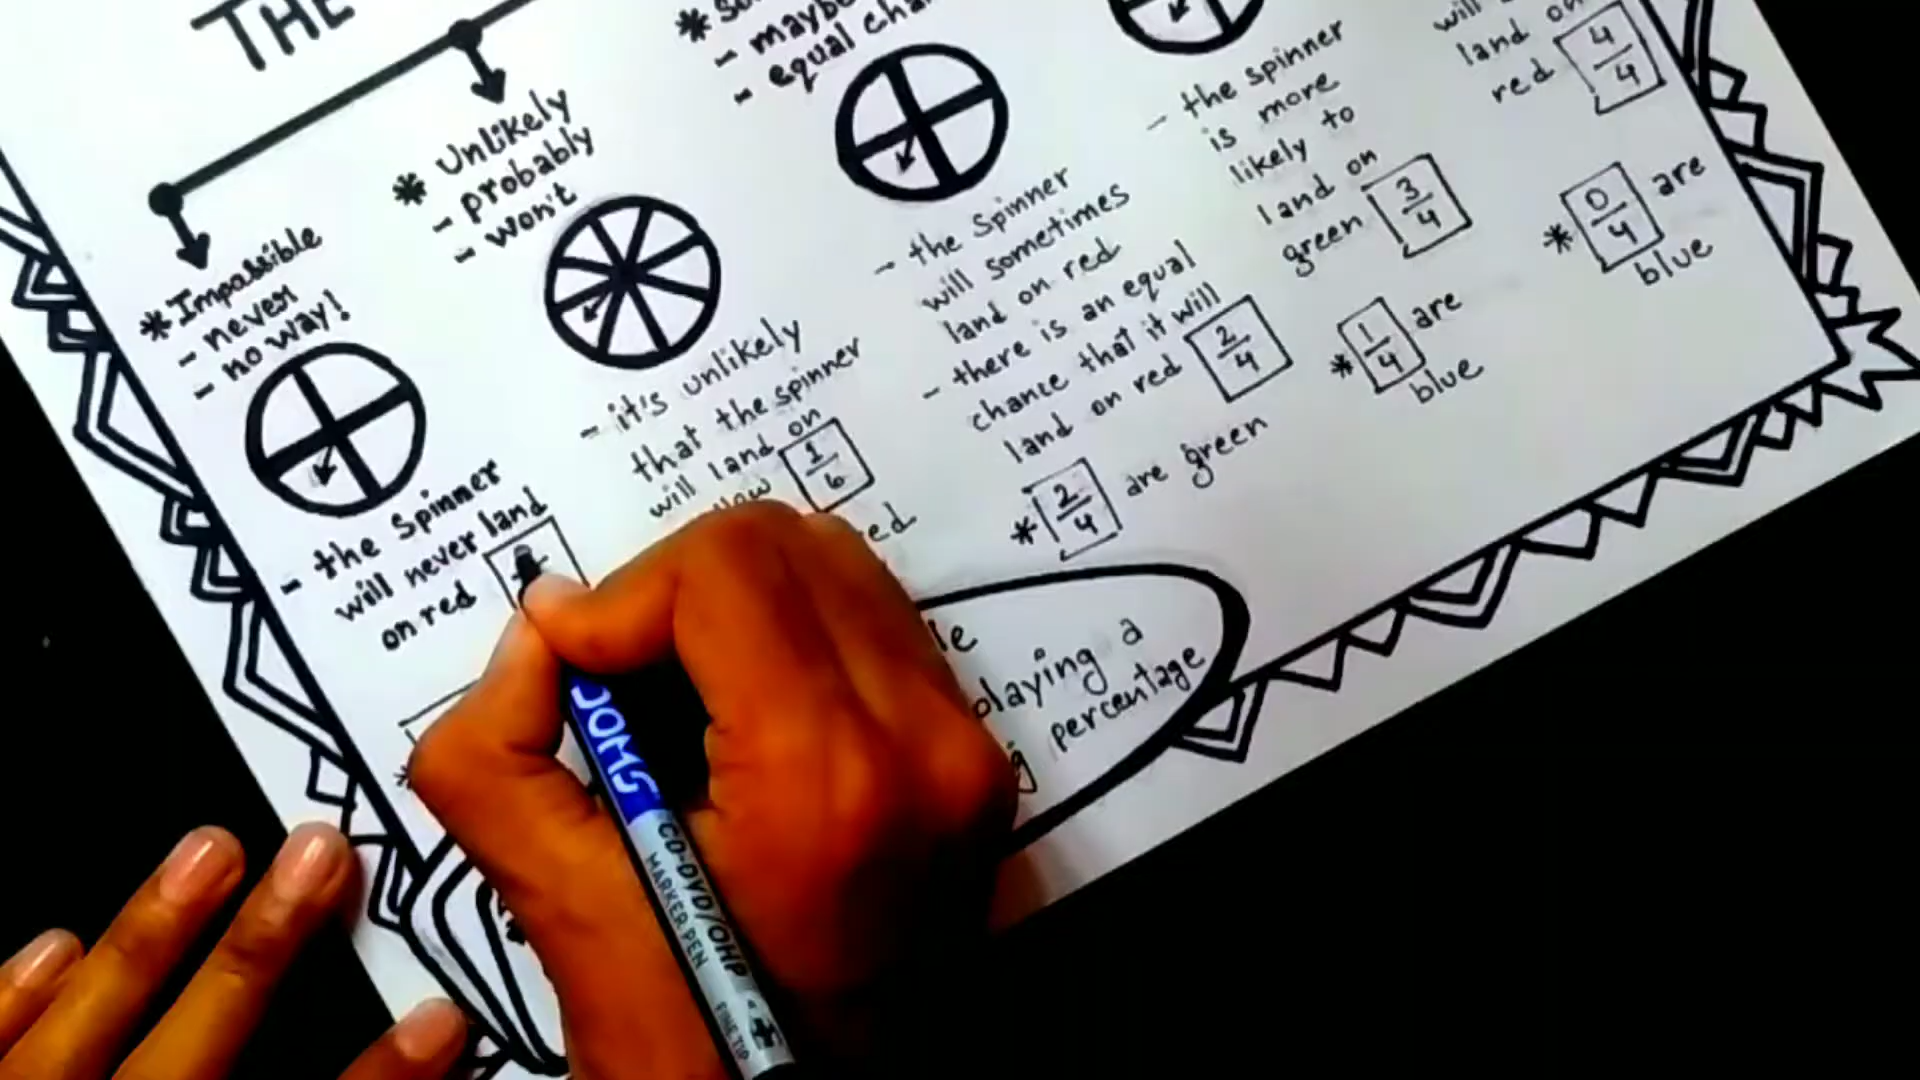 THE
* Impossible
- never
- no way!
- the Spinner
will never land
on red
* Unlikely
- probably
- won't
- it's unlikely
that the spinner
will land on
1/6
- maybe
- equal
- the Spinner
will sometimes
land on red
- there is an equal
chance that it will
land on red 2/4
* 2/4 are green
- the spinner
is more
likely to
land on
green 3/4
* 1/4 are
blue
will
land on
red 4/4
* 0/4 are
blue
a
percentage
DOMS
CD-DVD/OHP
MARKER PEN
FINE TIP